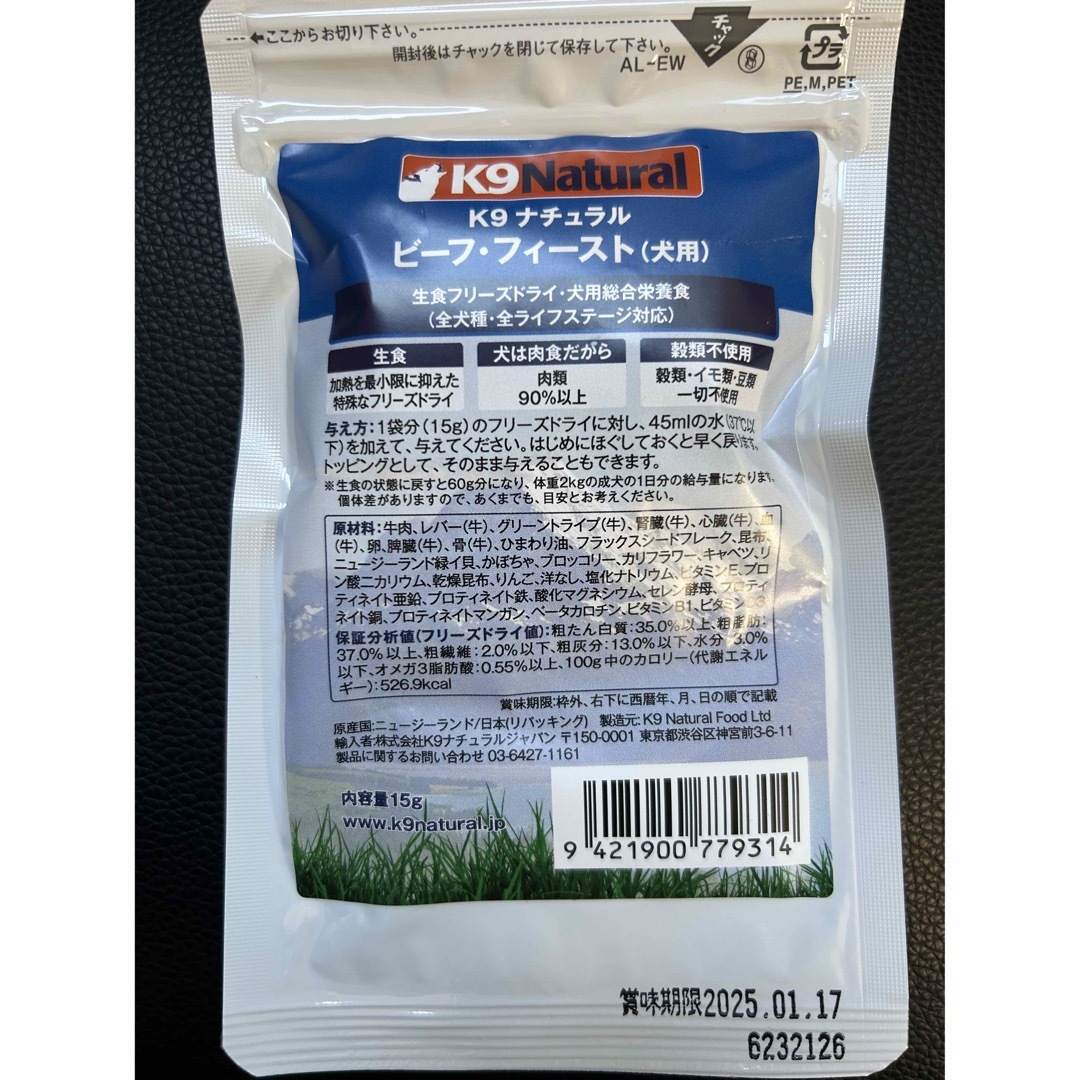 ←ここからお切り下さい。
開封後はチャックを閉じて保存して下さい。
チャック
AL-EW
プラ
PE,M,PET
K9Natural
K9 ナチュラル
ビーフ・フィースト(犬用)
生食フリーズドライ・犬用総合栄養食
(全犬種・全ライフステージ対応)
生食
加熱を最小限に抑えた
特殊なフリーズドライ
犬は肉食だから
肉類
90%以上
穀類不使用
穀類・イモ類・豆類
一切不使用
与え方:1袋分(15g)のフリーズドライに対し、45mlの水(37℃以
下)を加えて、与えてください。はじめにほぐしておくと早く戻ります。
トッピングとして、そのまま与えることもできます。
※生食の状態に戻すと60g分になり、体重2kgの成犬の1日分の給与量になります。
個体差がありますので、あくまでも、目安とお考えください。
原材料:牛肉、レバー(牛)、グリーントライプ(牛)、腎臓(牛)、心臓(牛)、血
(牛)、卵、脾臓(牛)、骨(牛)、ひまわり油、フラックスシードフレーク、昆布、
ニュージーランド緑イ貝、かぼちゃ、ブロッコリー、カリフラワー、キャベツ、リ
ン酸ニカリウム、乾燥昆布、りんご、洋なし、塩化ナトリウム、ビタミンE、プロ
ティネイト亜鉛、プロティネイト鉄、酸化マグネシウム、セレン酵母、プロティ
ネイト銅、プロティネイトマンガン、ベータカロチン、ビタミンB1、ビタミンD3
保証分析値(フリーズドライ値):粗たん白質:35.0%以上、粗脂肪:
37.0%以上、粗繊維:2.0%以下、粗灰分:13.0%以下、水分:8.0%
以下、オメガ3脂肪酸:0.55%以上、100g中のカロリー(代謝エネル
ギー):526.9kcal
賞味期限:枠外、右下に西暦年、月、日の順で記載
原産国:ニュージーランド/日本(リパッキング) 製造元:K9 Natural Food Ltd
輸入者:株式会社K9ナチュラルジャパン 〒150-0001 東京都渋谷区神宮前3-6-11
製品に関するお問い合わせ 03-6427-1161
内容量15g
www.k9natural.jp
9 421900 779314
賞味期限2025.01.17
6232126